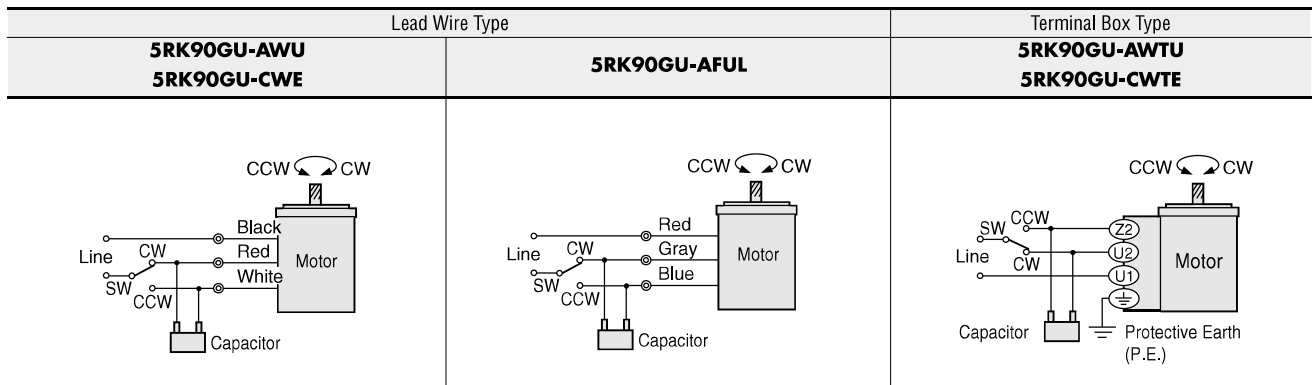 Lead Wire Type
Terminal Box Type
5RK90GU-AWU
5RK90GU-CWE
5RK90GU-AFUL
5RK90GU-AWTU
5RK90GU-CWTE
CCW CW
Black
Line CW Red
Motor
SW White
CCW
Capacitor
CCW CW
Red
Line CW Gray
Motor
SW Blue
CCW
Capacitor
CCW CW
SW CCW Z2
Line CW U2
Motor
U1
Capacitor
Protective Earth
(P.E.)